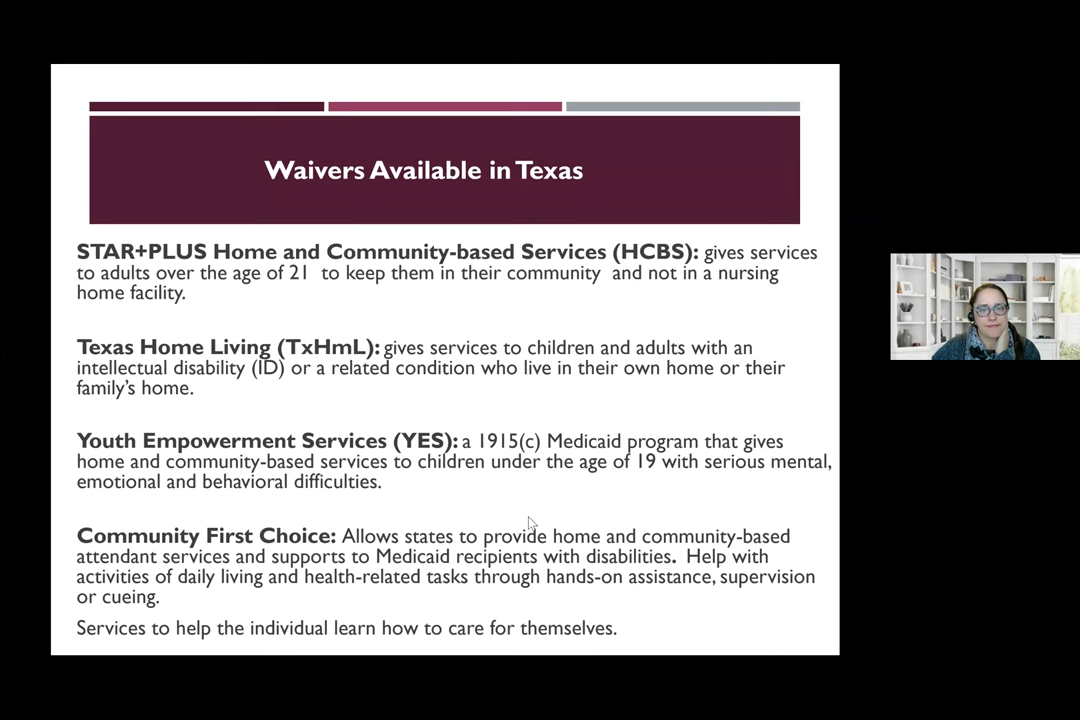 Waivers Available in Texas
STAR+PLUS Home and Community-based Services (HCBS): gives services
to adults over the age of 21 to keep them in their community and not in a nursing
home facility.
Texas Home Living (TxHmL): gives services to children and adults with an
intellectual disability (ID) or a related condition who live in their own home or their
family's home.
Youth Empowerment Services (YES): a 1915(c) Medicaid program that gives
home and community-based services to children under the age of 19 with serious mental,
emotional and behavioral difficulties.
Community First Choice: Allows states to provide home and community-based
attendant services and supports to Medicaid recipients with disabilities. Help with
activities of daily living and health-related tasks through hands-on assistance, supervision
or cueing.
Services to help the individual learn how to care for themselves.